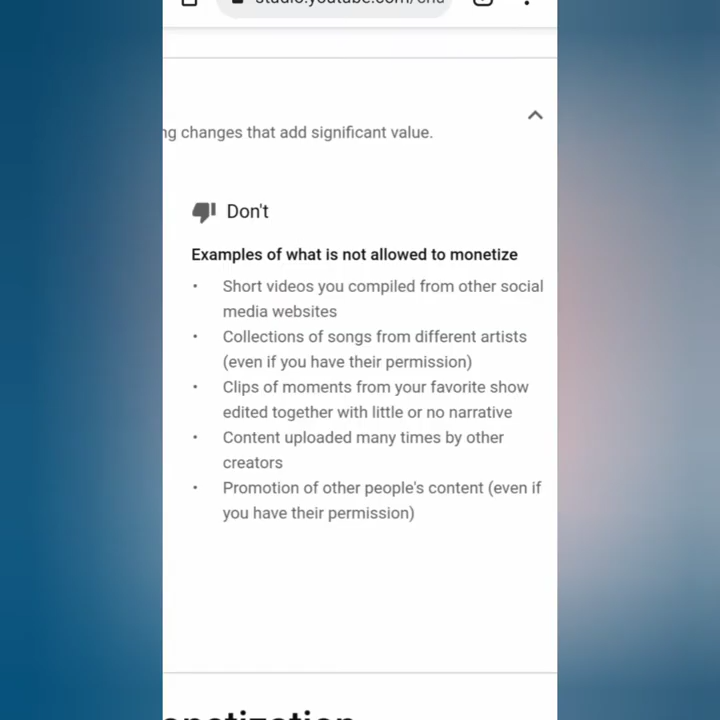 changes that add significant value.
Don't
Examples of what is not allowed to monetize
• Short videos you compiled from other social
media websites
• Collections of songs from different artists
(even if you have their permission)
• Clips of moments from your favorite show
edited together with little or no narrative
• Content uploaded many times by other
creators
• Promotion of other people's content (even if
you have their permission)